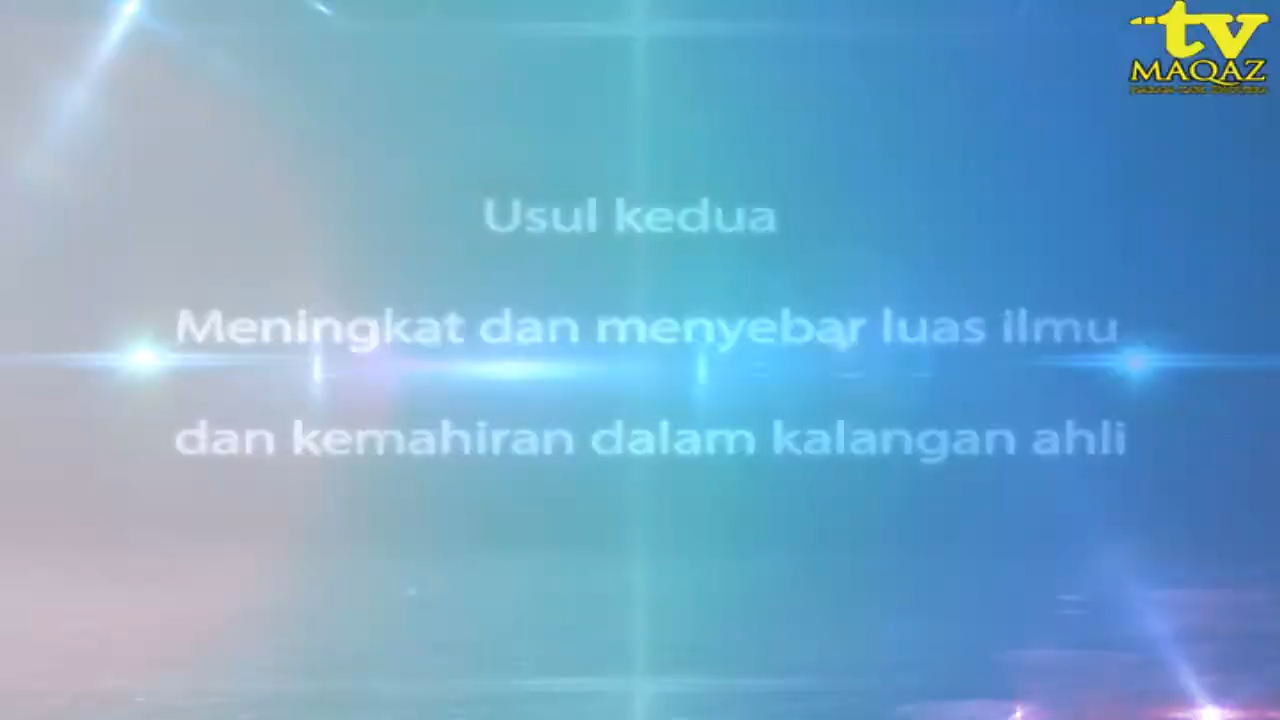 tv
MAQAZ
Usul kedua
Meningkat dan menyebar luas ilmu
dan kemahiran dalam kalangan ahli